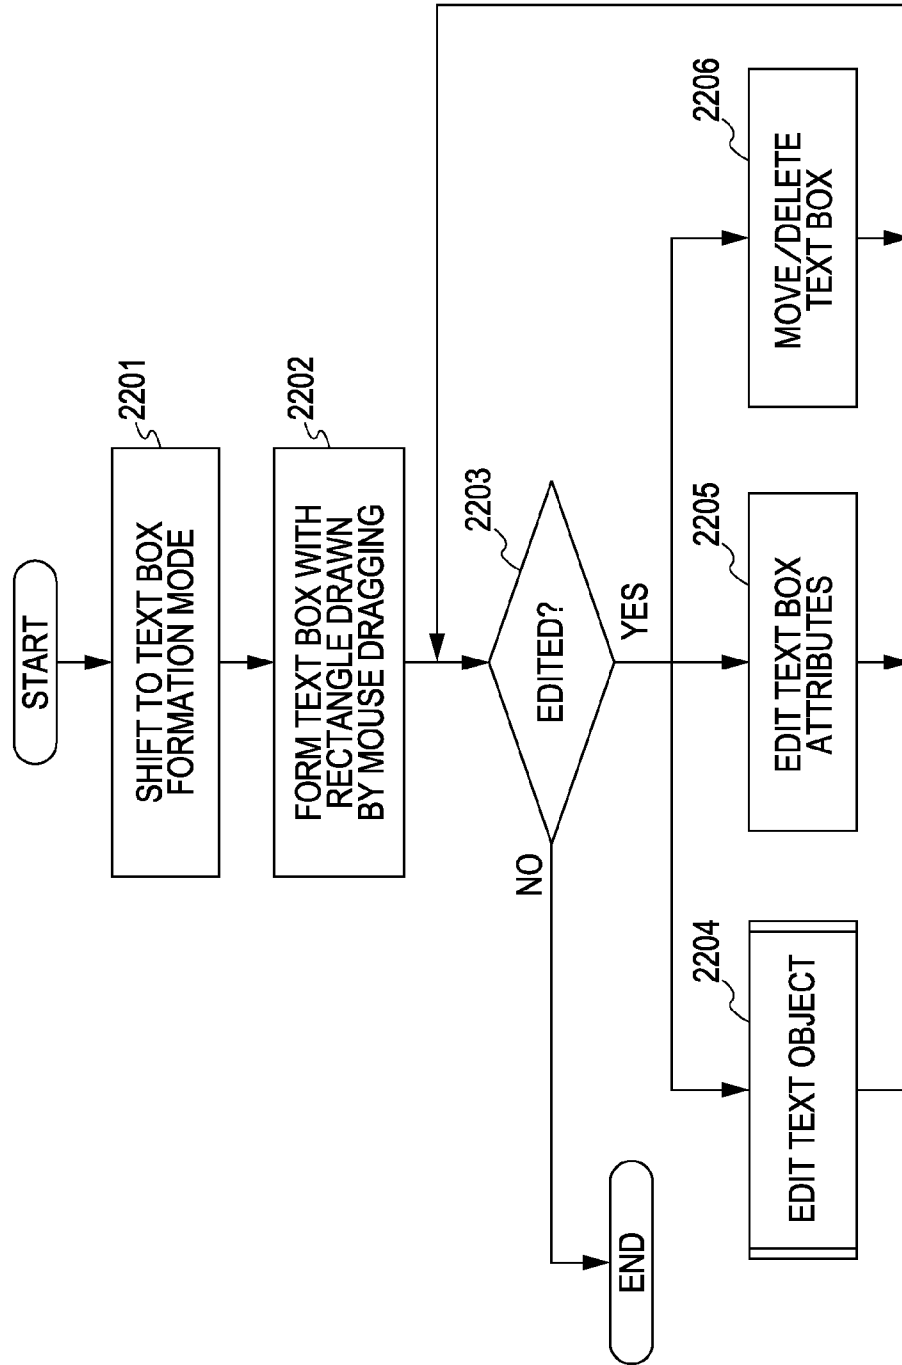 START
2201
SHIFT TO TEXT BOX
FORMATION MODE
2202
FORM TEXT BOX WITH
RECTANGLE DRAWN
BY MOUSE DRAGGING
2203
EDITED?
NO
YES
END
2204
EDIT TEXT OBJECT
2205
EDIT TEXT BOX
ATTRIBUTES
2206
MOVE/DELETE
TEXT BOX